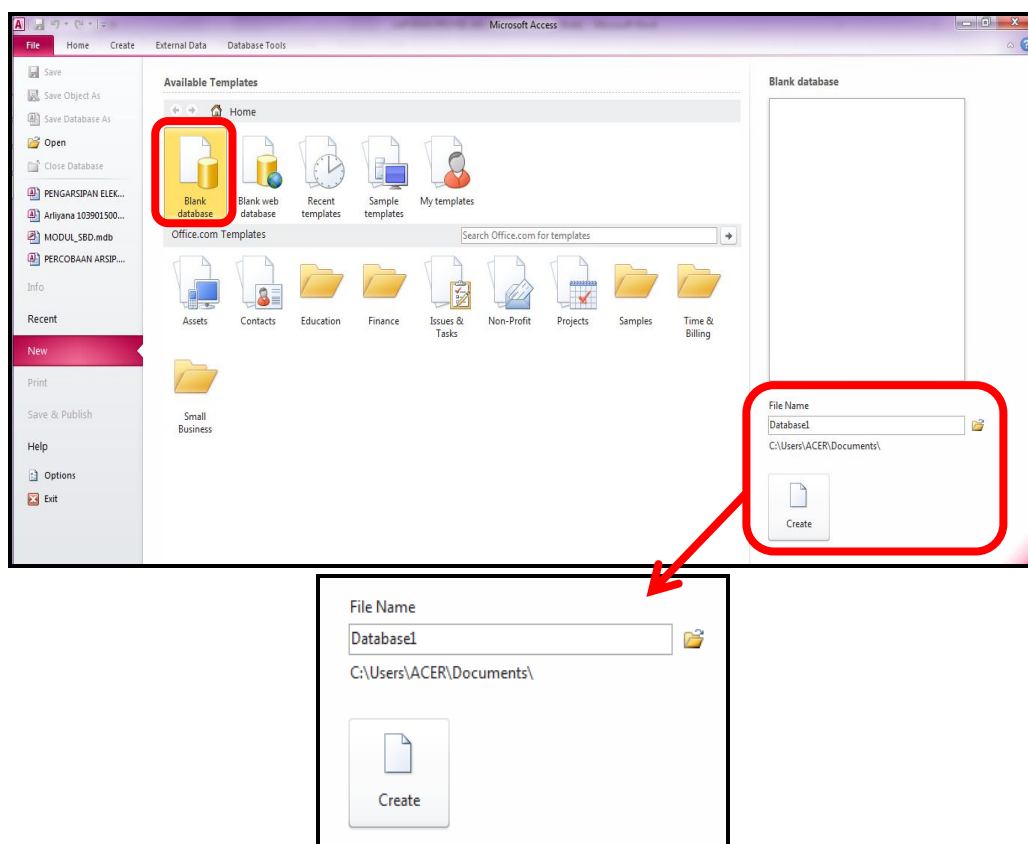 Microsoft Access
File Home Create External Data Database Tools
Save
Save Object As
Save Database As
Open
Close Database
PENGARSIPAN ELEK...
Arliyana 103901500...
MODUL_SBD.mdb
PERCOBAAN ARSIP....
Info
Recent
New
Print
Save & Publish
Help
Options
Exit
Available Templates
Home
Blank database
Blank web database
Recent templates
Sample templates
My templates
Office.com Templates
Search Office.com for templates
Assets
Contacts
Education
Finance
Issues & Tasks
Non-Profit
Projects
Samples
Time & Billing
Small Business
Blank database
File Name
Database1
C:\Users\ACER\Documents\
Create
File Name
Database1
C:\Users\ACER\Documents\
Create